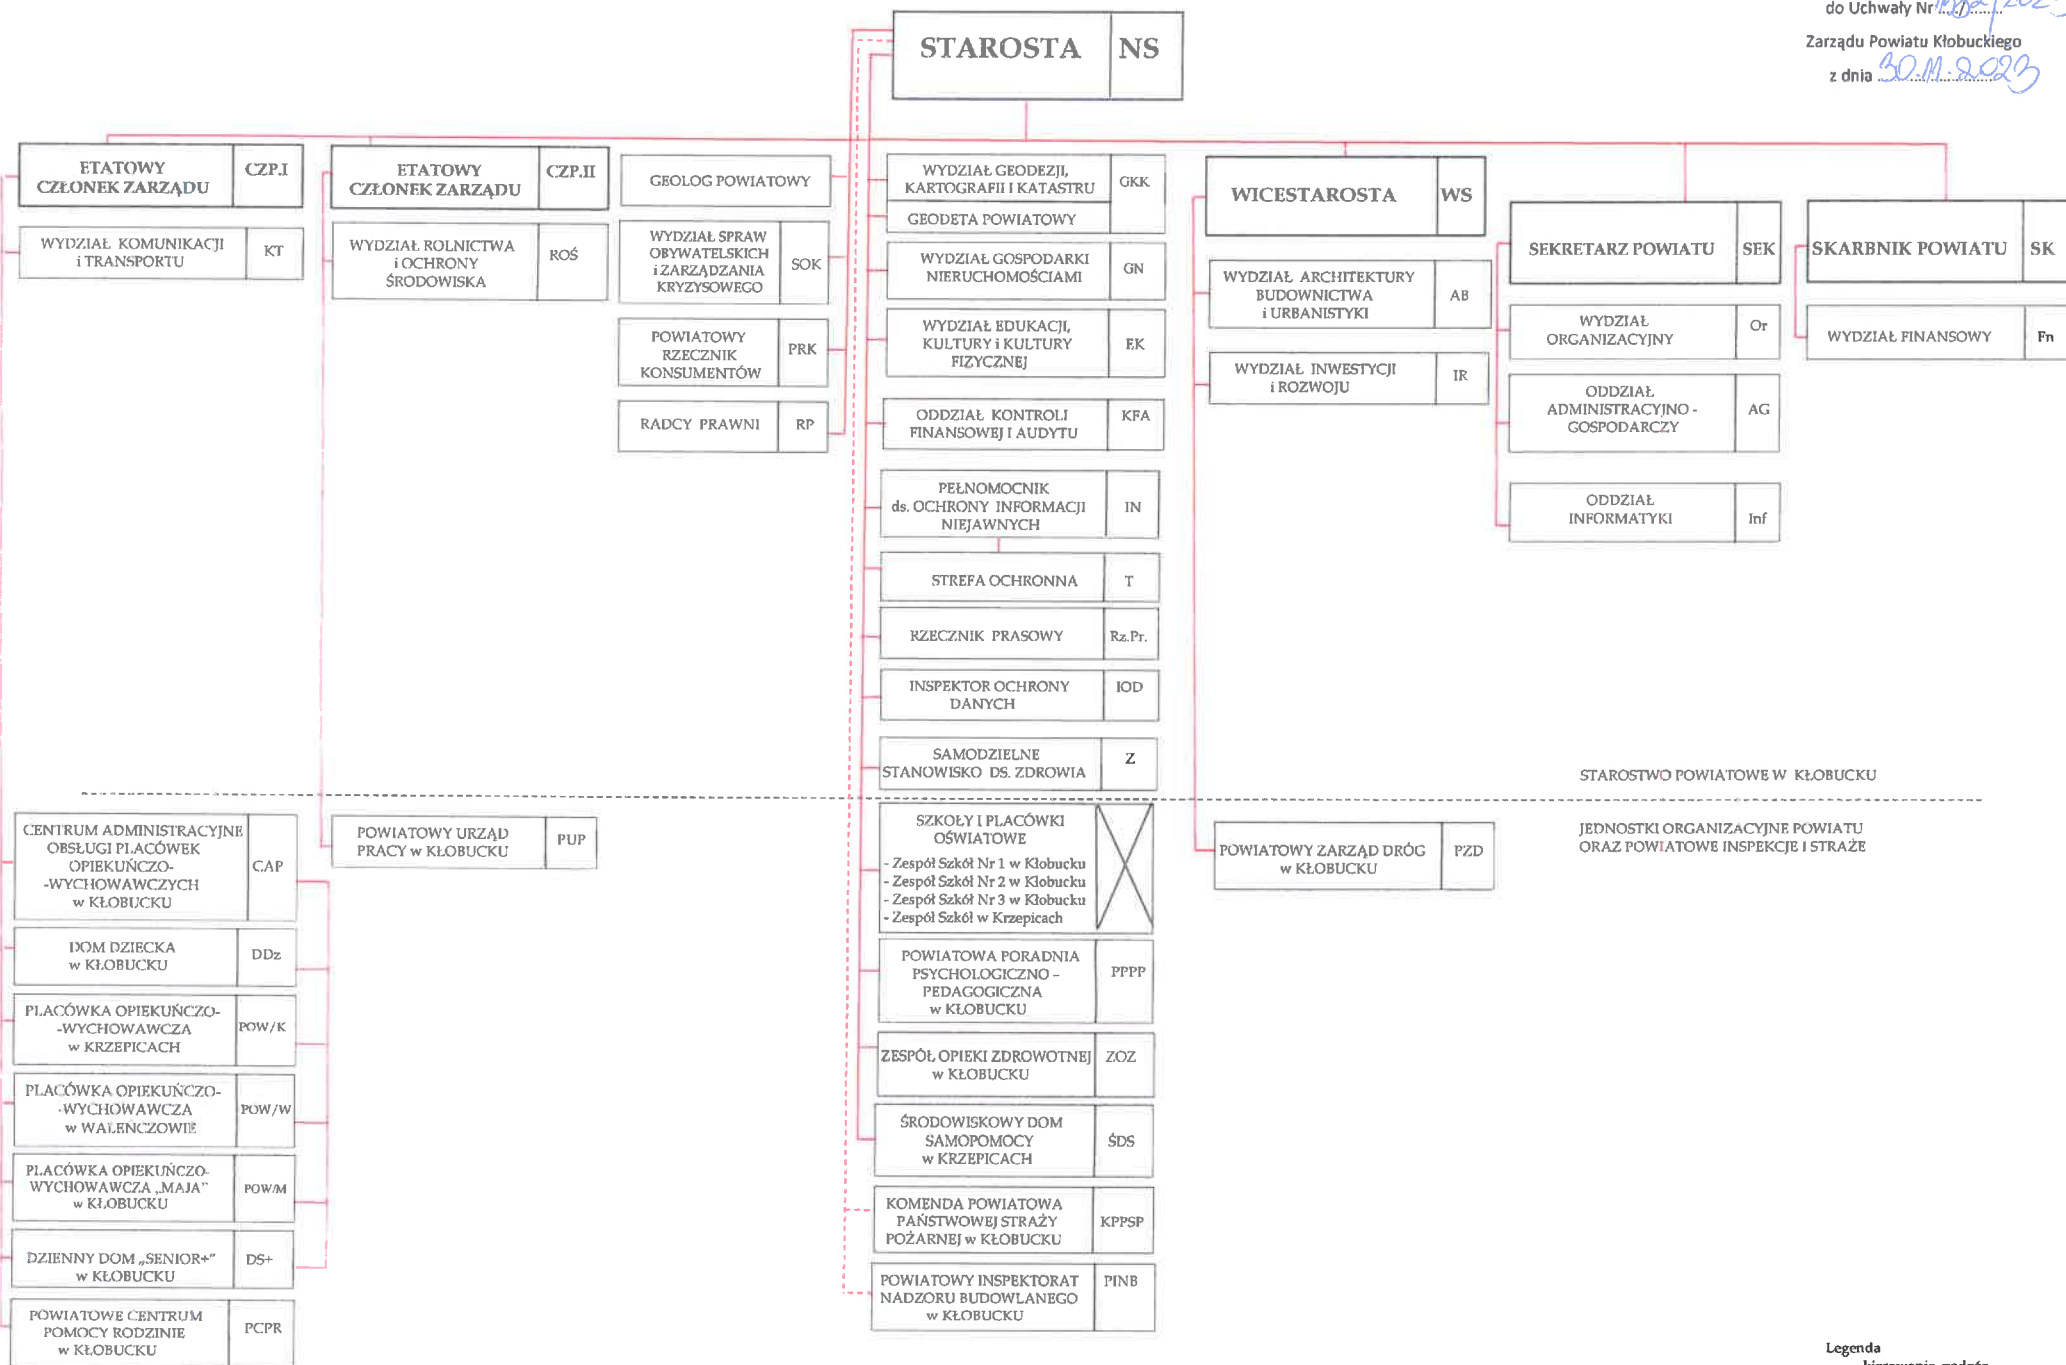 do Uchwały Nr
Zarządu Powiatu Kłobuckiego
z dnia 30.11.2023
STAROSTA NS
ETATOWY
CZŁONEK ZARZĄDU
CZP.I
WYDZIAŁ KOMUNIKACJI
i TRANSPORTU
KT
ETATOWY
CZŁONEK ZARZĄDU
CZP.II
WYDZIAŁ ROLNICTWA
i OCHRONY
ŚRODOWISKA
ROŚ
GEOLOG POWIATOWY
WYDZIAŁ SPRAW
OBYWATELSKICH
i ZARZĄDZANIA
KRYZYSOWEGO
SOK
POWIATOWY
RZECZNIK
KONSUMENTÓW
PRK
RADCY PRAWNI RP
WYDZIAŁ GEODEZJI,
KARTOGRAFII I KATASTRU
GKK
GEODETA POWIATOWY
WYDZIAŁ GOSPODARKI
NIERUCHOMOŚCIAMI
GN
WYDZIAŁ EDUKACJI,
KULTURY i KULTURY
FIZYCZNEJ
EK
ODDZIAŁ KONTROLI
FINANSOWEJ I AUDYTU
KFA
PEŁNOMOCNIK
ds. OCHRONY INFORMACJI
NIEJAWNYCH
IN
STREFA OCHRONNA T
RZECZNIK PRASOWY Rz.Pr.
INSPEKTOR OCHRONY
DANYCH
IOD
SAMODZIELNE
STANOWISKO DS. ZDROWIA
Z
WICESTAROSTA WS
WYDZIAŁ ARCHITEKTURY
BUDOWNICTWA
i URBANISTYKI
AB
WYDZIAŁ INWESTYCJI
i ROZWOJU
IR
SEKRETARZ POWIATU SEK
WYDZIAŁ
ORGANIZACYJNY
Or
ODDZIAŁ
ADMINISTRACYJNO -
GOSPODARCZY
AG
ODDZIAŁ
INFORMATYKI
Inf
SKARBNIK POWIATU SK
WYDZIAŁ FINANSOWY Fn
STAROSTWO POWIATOWE W KŁOBUCKU
JEDNOSTKI ORGANIZACYJNE POWIATU
ORAZ POWIATOWE INSPEKCJE I STRAŻE
CENTRUM ADMINISTRACYJNE
OBSŁUGI PLACÓWEK
OPIEKUŃCZO-
-WYCHOWAWCZYCH
w KŁOBUCKU
CAP
DOM DZIECKA
w KŁOBUCKU
DDz
PLACÓWKA OPIEKUŃCZO-
-WYCHOWAWCZA
w KRZEPICACH
POW/K
PLACÓWKA OPIEKUŃCZO-
-WYCHOWAWCZA
w WALENCZOWIE
POW/W
PLACÓWKA OPIEKUŃCZO-
WYCHOWAWCZA „MAJA”
w KŁOBUCKU
POW/M
DZIENNY DOM „SENIOR+”
w KŁOBUCKU
DS+
POWIATOWE CENTRUM
POMOCY RODZINIE
w KŁOBUCKU
PCPR
POWIATOWY URZĄD
PRACY w KŁOBUCKU
PUP
SZKOŁY I PLACÓWKI
OŚWIATOWE
- Zespół Szkół Nr 1 w Kłobucku
- Zespół Szkół Nr 2 w Kłobucku
- Zespół Szkół Nr 3 w Kłobucku
- Zespół Szkół w Krzepicach
POWIATOWA PORADNIA
PSYCHOLOGICZNO –
PEDAGOGICZNA
w KŁOBUCKU
PPPP
ZESPÓŁ OPIEKI ZDROWOTNEJ
w KŁOBUCKU
ZOZ
ŚRODOWISKOWY DOM
SAMOPOMOCY
w KRZEPICACH
ŚDS
KOMENDA POWIATOWA
PAŃSTWOWEJ STRAŻY
POŻARNEJ w KŁOBUCKU
KPPSP
POWIATOWY INSPEKTORAT
NADZORU BUDOWLANEGO
w KŁOBUCKU
PINB
POWIATOWY ZARZĄD DRÓG
w KŁOBUCKU
PZD
Legenda